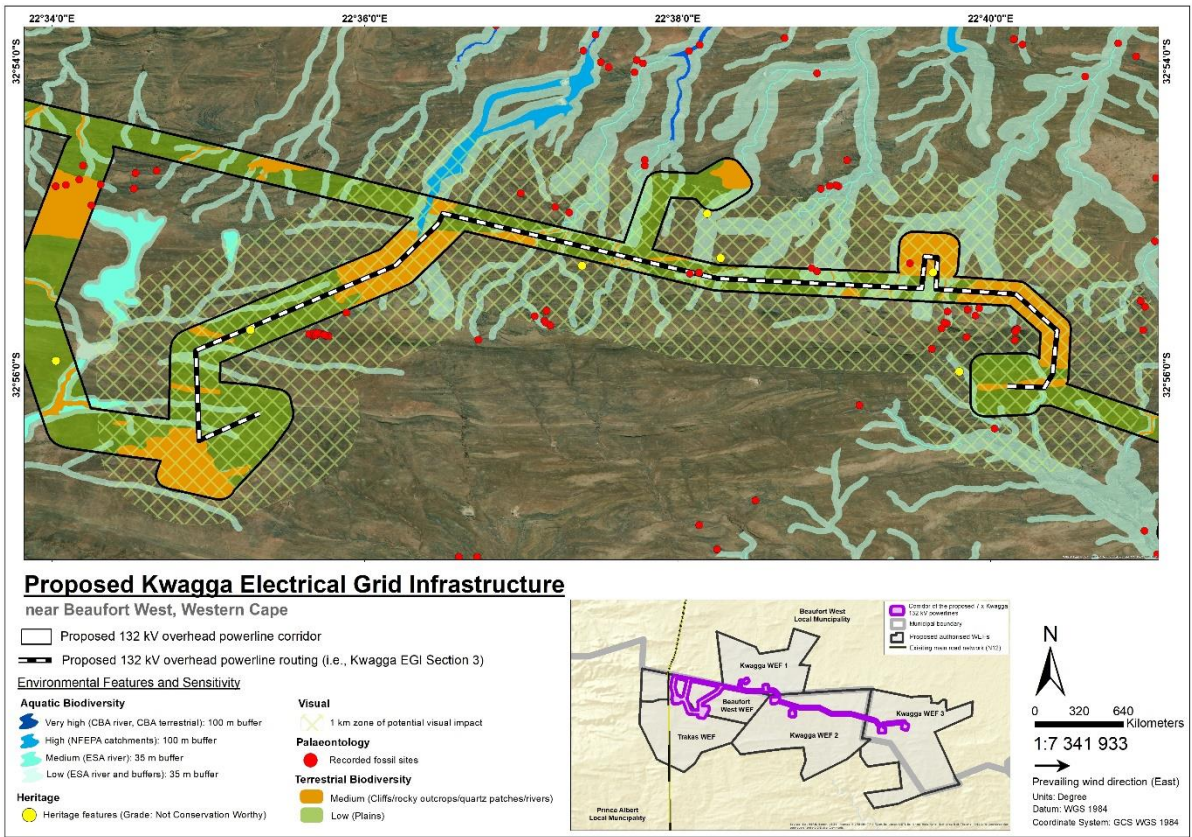 22°34'0"E
22°36'0"E
22°38'0"E
22°40'0"E
32°54'0"S
32°54'0"S
32°56'0"S
32°56'0"S
Proposed Kwagga Electrical Grid Infrastructure
near Beaufort West, Western Cape
Proposed 132 kV overhead powerline corridor
Proposed 132 kV overhead powerline routing (i.e., Kwagga EGI Section 3)
Environmental Features and Sensitivity
Aquatic Biodiversity
Very high (CBA river, CBA terrestrial): 100 m buffer
High (NFEPA catchments): 100 m buffer
Medium (ESA river): 35 m buffer
Low (ESA river and buffers): 35 m buffer
Heritage
Heritage features (Grade: Not Conservation Worthy)
Visual
1 km zone of potential visual impact
Palaeontology
Recorded fossil sites
Terrestrial Biodiversity
Medium (Cliffs/rocky outcrops/quartz patches/rivers)
Low (Plains)
Beaufort West
Local Municipality
Corridor of the proposed 7 x Kwagga
132 kV powerlines
Municipal boundary
Proposed authorised WEFs
Existing main road network (N12)
Kwagga WEF 1
Beaufort
West WEF
Kwagga WEF 3
Trakas WEF
Kwagga WEF 2
Prince Albert
Local Municipality
N
0 320 640
Kilometers
1:7 341 933
Prevailing wind direction (East)
Units: Degree
Datum: WGS 1984
Coordinate System: GCS WGS 1984